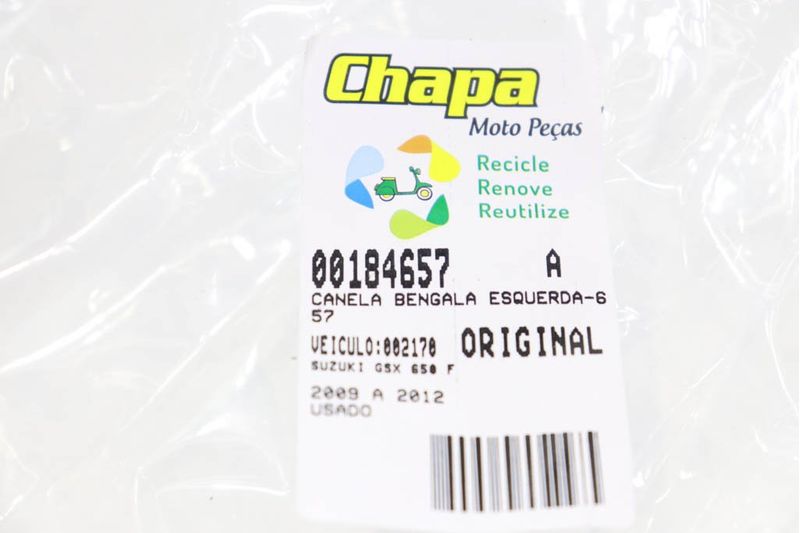 Chapa
Moto Peças
Recicle
Renove
Reutilize
00184657 A
CANELA BENGALA ESQUERDA-6
57
VEICULO:002170 ORIGINAL
SUZUKI GSX 650 F
2009 A 2012
USADO